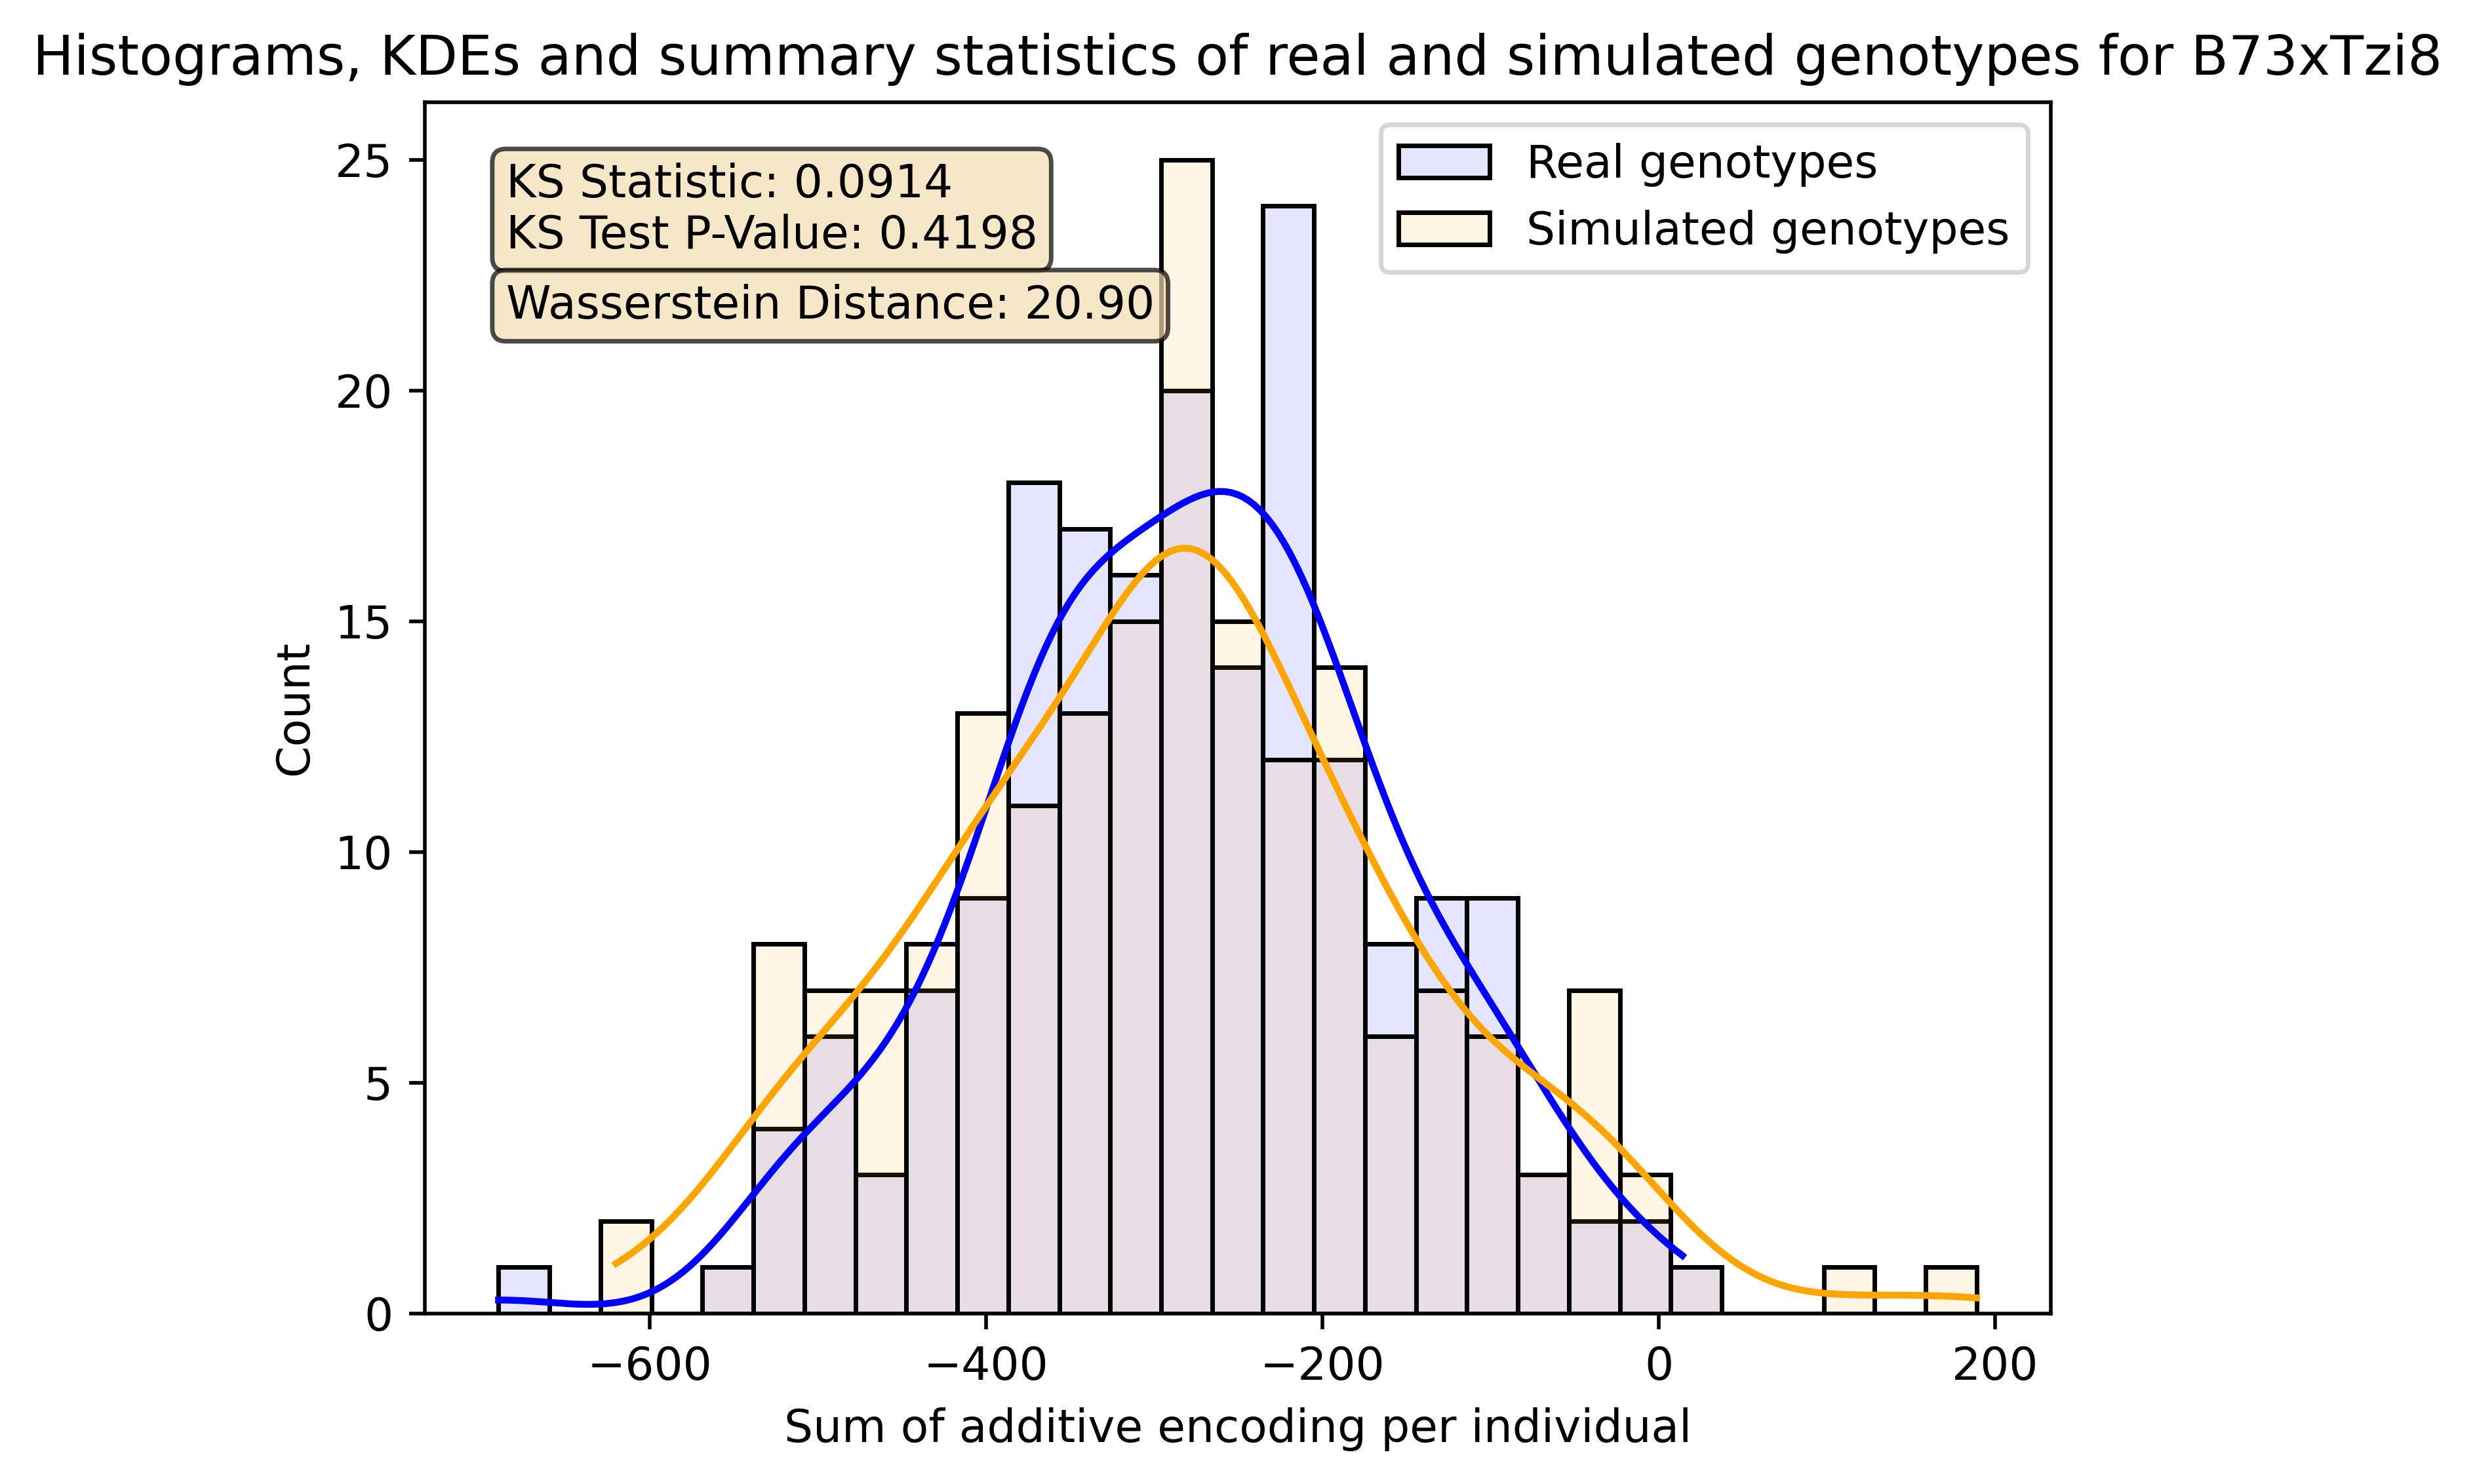 Histograms, KDEs and summary statistics of real and simulated genotypes for B73xTzi8
KS Statistic: 0.0914
KS Test P-Value: 0.4198
Wasserstein Distance: 20.90
Real genotypes
Simulated genotypes
Count
25
20
15
10
5
0
−600
−400
−200
0
200
Sum of additive encoding per individual